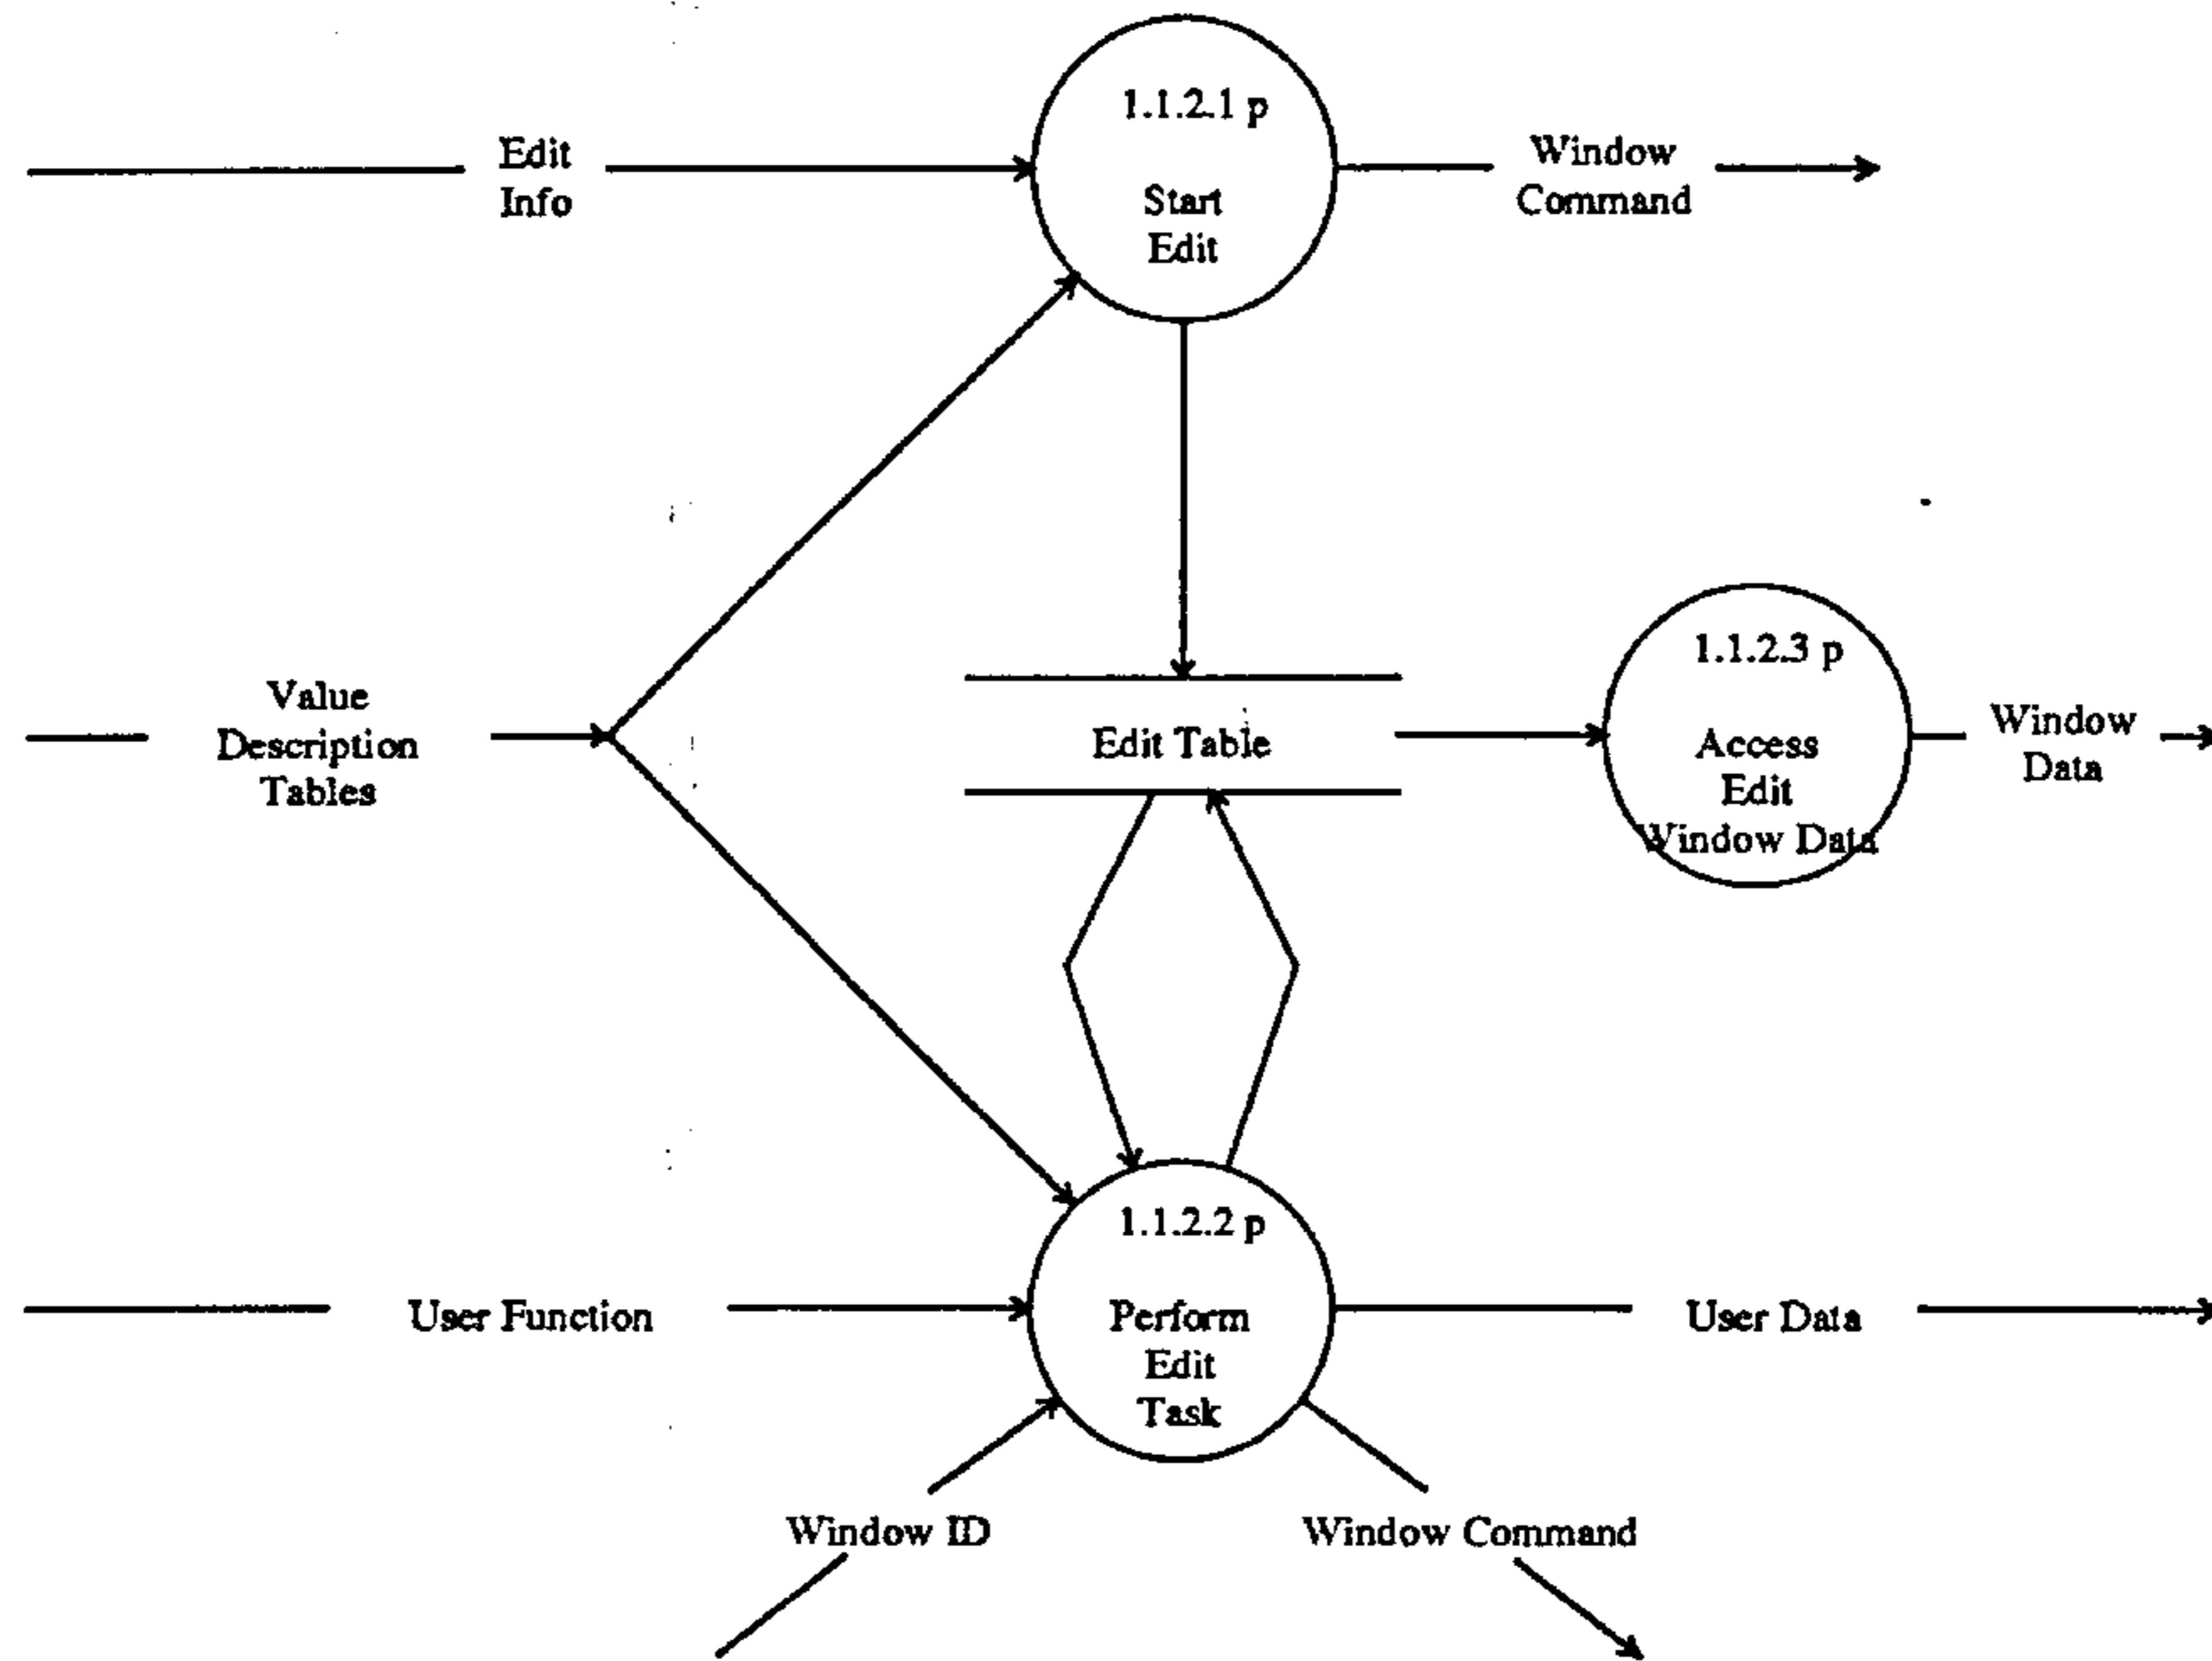 1.1.2.1 p
Start
Edit
Edit
Info
Window
Command
Value
Description
Tables
Edit Table
1.1.2.3 p
Access
Edit
Window Data
Window
Data
1.1.2.2 p
Perform
Edit
Task
User Function
User Data
Window ID
Window Command